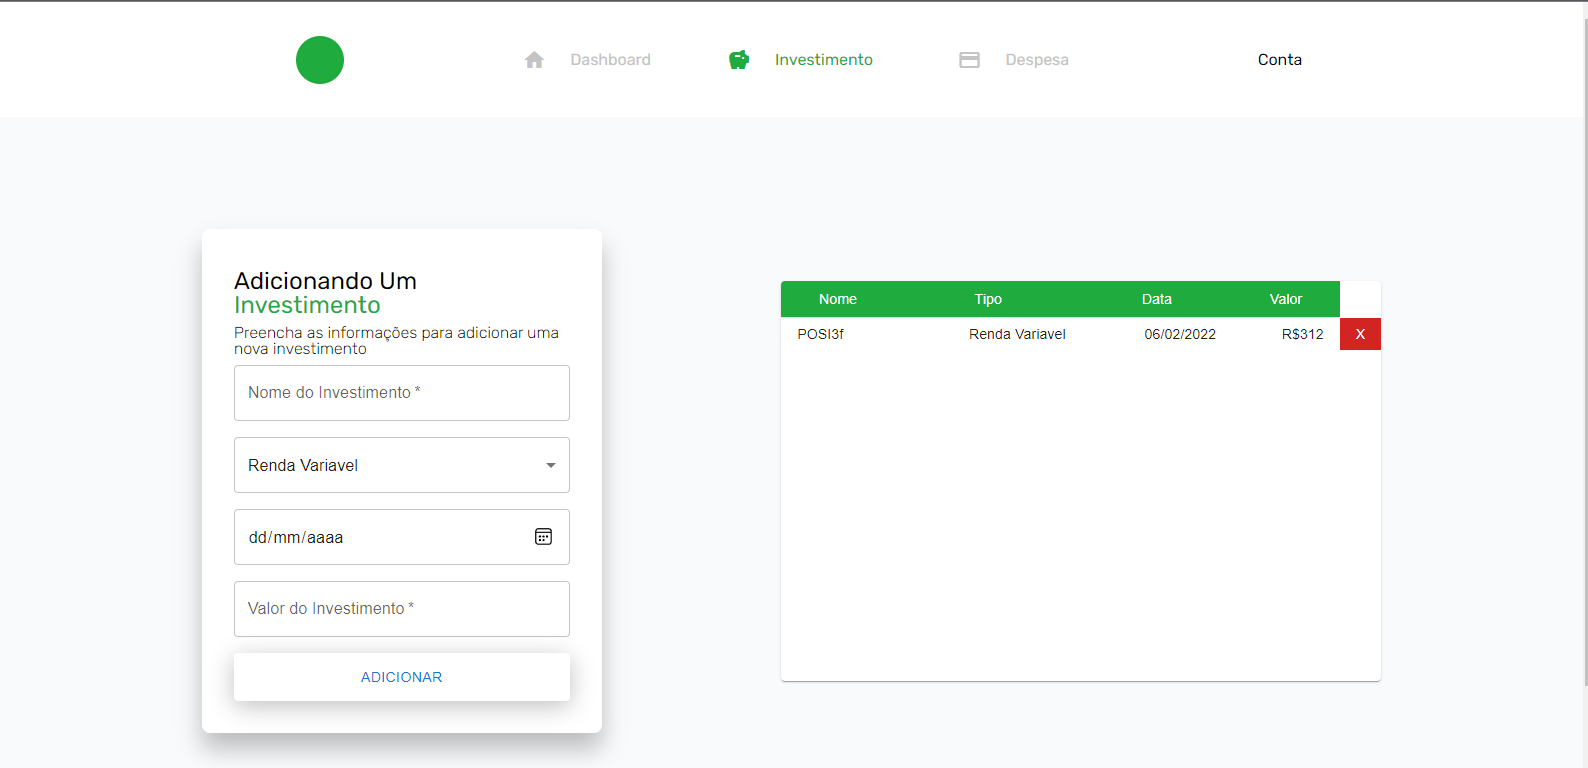 Dashboard Investimento Despesa Conta
Adicionando Um
Investimento
Preencha as informações para adicionar uma
nova investimento
Nome do Investimento *
Renda Variavel
dd/mm/aaaa
Valor do Investimento *
ADICIONAR
Nome Tipo Data Valor
POSI3f Renda Variavel 06/02/2022 R$312 X